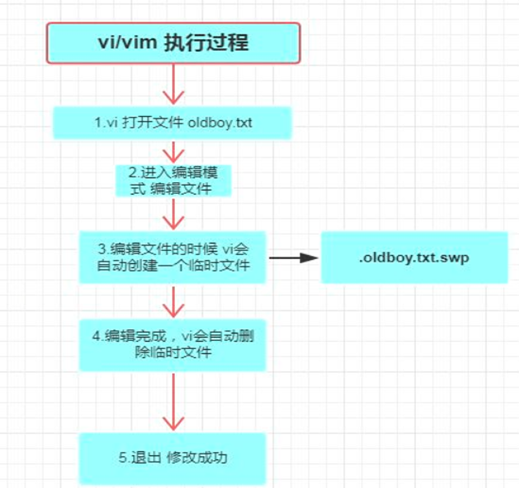 vi/vim 执行过程
1.vi 打开文件 oldboy.txt
2.进入编辑模
式 编辑文件
3.编辑文件的时候 vi会
自动创建一个临时文件
.oldboy.txt.swp
4.编辑完成，vi会自动删
除临时文件
5.退出 修改成功